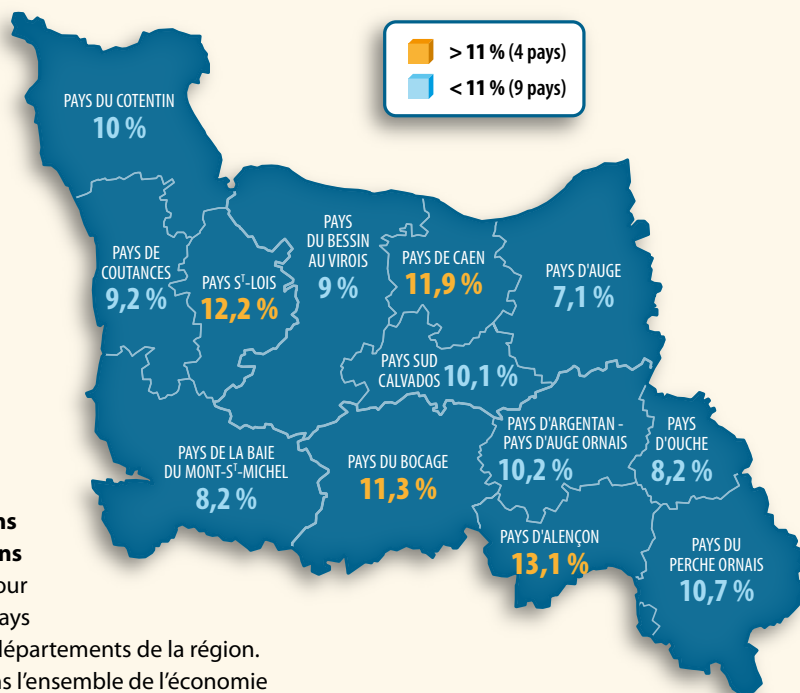 > 11 % (4 pays)
< 11 % (9 pays)
PAYS DU COTENTIN
10 %
PAYS DE
COUTANCES
9,2 %
PAYS Sᵀ-LOIS
12,2 %
PAYS
DU BESSIN
AU VIROIS
9 %
PAYS DE CAEN
11,9 %
PAYS D'AUGE
7,1 %
PAYS SUD
CALVADOS 10,1 %
PAYS DE LA BAIE
DU MONT-Sᵀ-MICHEL
8,2 %
PAYS DU BOCAGE
11,3 %
PAYS D'ARGENTAN -
PAYS D'AUGE ORNAIS
10,2 %
PAYS
D'OUCHE
8,2 %
PAYS D'ALENÇON
13,1 %
PAYS DU
PERCHE ORNAIS
10,7 %
ns
ns
our
ays
départements de la région.
ns l'ensemble de l'économie